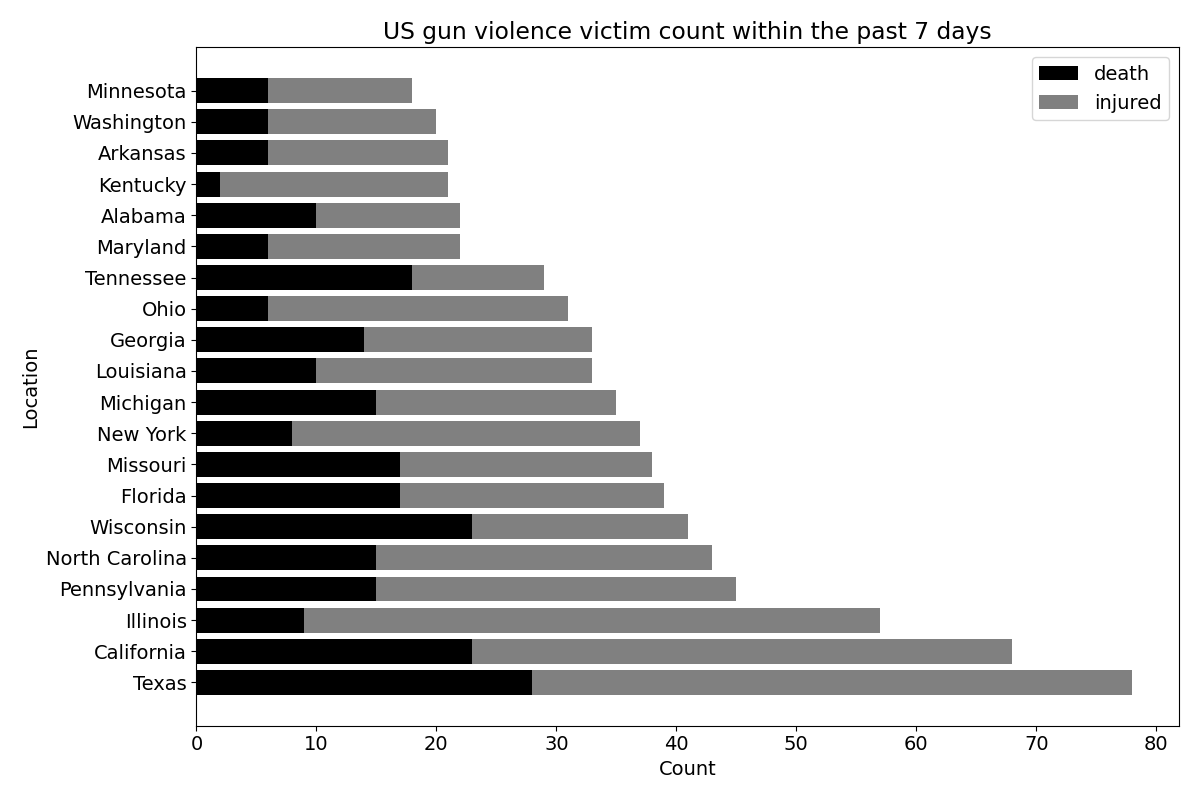 US gun violence victim count within the past 7 days
death
injured
Location
Minnesota
Washington
Arkansas
Kentucky
Alabama
Maryland
Tennessee
Ohio
Georgia
Louisiana
Michigan
New York
Missouri
Florida
Wisconsin
North Carolina
Pennsylvania
Illinois
California
Texas
0 10 20 30 40 50 60 70 80
Count